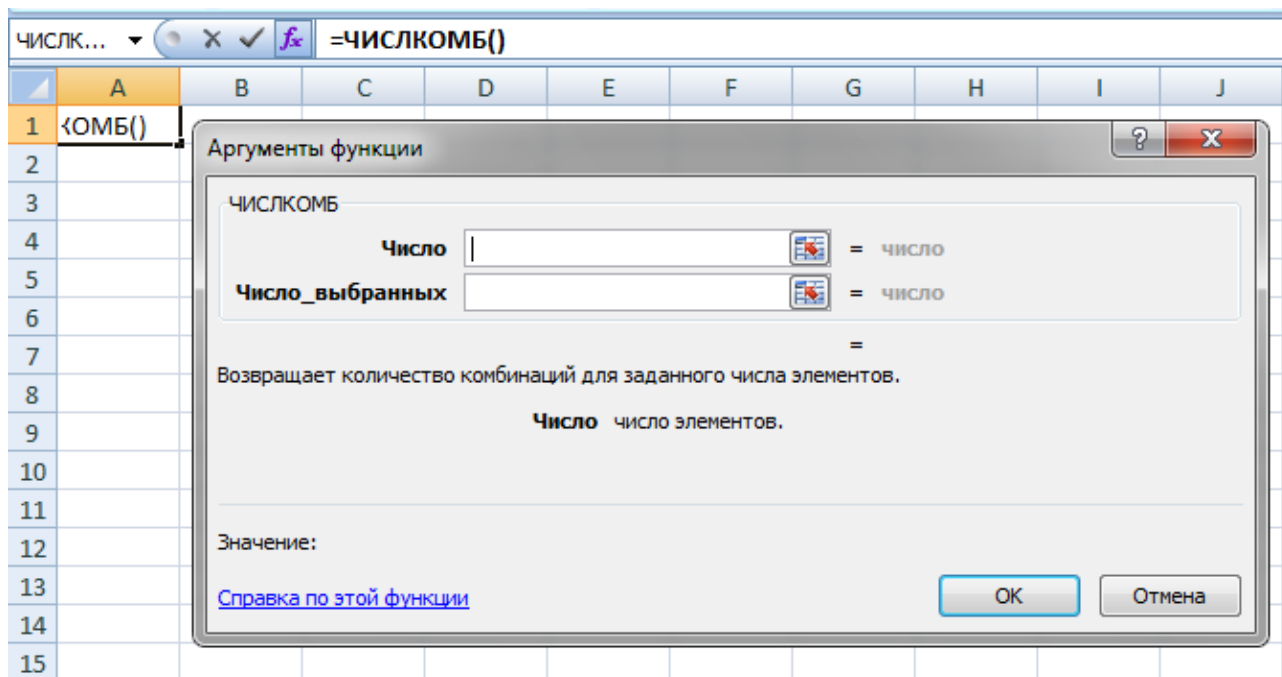 ЧИСЛК... fx =ЧИСЛКОМБ()
A B C D E F G H I J
1 КОМБ()
Аргументы функции
2
3 ЧИСЛКОМБ
4 Число = число
5 Число_выбранных = число
6
7 =
Возвращает количество комбинаций для заданного числа элементов.
8
9 Число число элементов.
10
11
12 Значение:
13 Справка по этой функции ОК Отмена
14
15